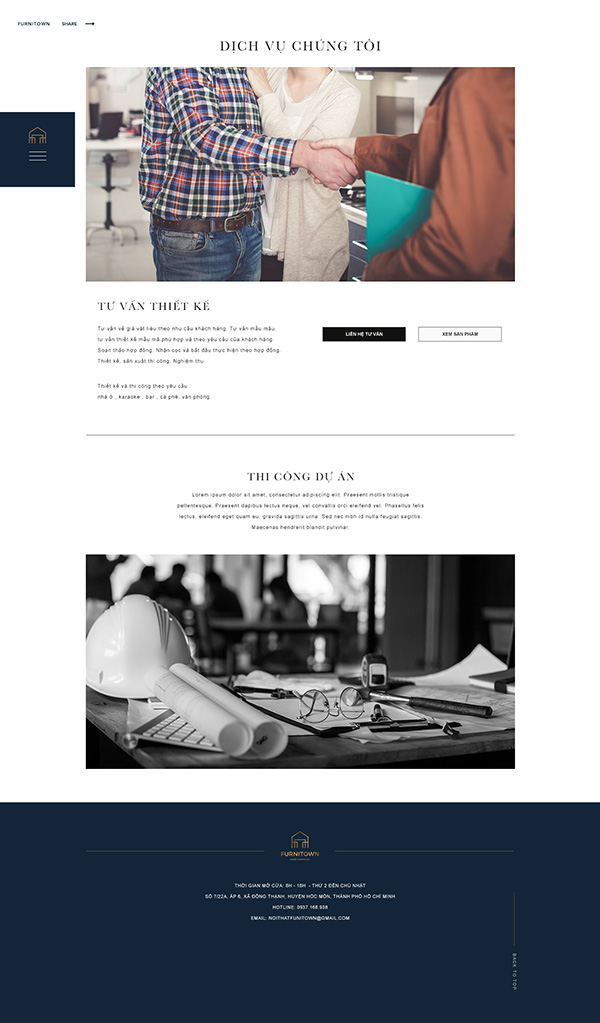 FURNITOWN SHARE
DỊCH VỤ CHÚNG TÔI
TƯ VẤN THIẾT KẾ
Tư vấn về giá vật liệu theo nhu cầu khách hàng. Tư vấn mẫu màu,
tư vấn thiết kế mẫu mã phù hợp và theo yêu cầu của khách hàng.
Soạn thảo hợp đồng. Nhận cọc và bắt đầu thực hiện theo hợp đồng.
Thiết kế, sản xuất thi công. Nghiệm thu.
LIÊN HỆ TƯ VẤN
XEM SẢN PHẨM
Thiết kế và thi công theo yêu cầu :
nhà ở , karaoke , bar , cà phê, văn phòng.
THI CÔNG DỰ ÁN
Lorem ipsum dolor sit amet, consectetur adipiscing elit. Praesent mollis tristique
pellentesque. Praesent dapibus lectus neque, vel convallis orci eleifend vel. Phasellus felis
lectus, eleifend eget quam eu, gravida sagittis urna. Sed nec nibh id nulla feugiat sagittis.
Maecenas hendrerit blandit pulvinar.
FURNITOWN
THỜI GIAN MỞ CỬA: 8H - 18H - THỨ 2 ĐẾN CHỦ NHẬT
SỐ 7/22A, ẤP 6, XÃ ĐÔNG THẠNH, HUYỆN HÓC MÔN, THÀNH PHỐ HỒ CHÍ MINH
HOTLINE: 0937.168.938
EMAIL: NOITHATFUNITOWN@GMAIL.COM
BACK TO TOP